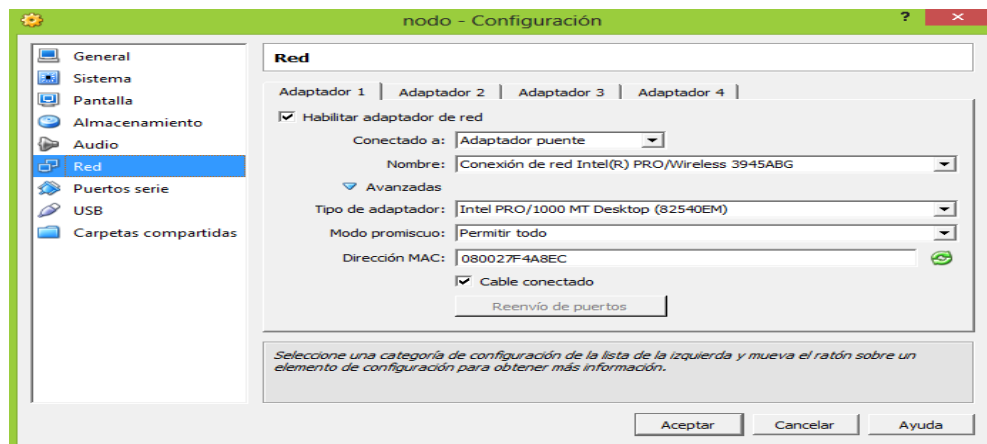 nodo - Configuración
?
General
Sistema
Pantalla
Almacenamiento
Audio
Red
Puertos serie
USB
Carpetas compartidas
Red
Adaptador 1
Adaptador 2
Adaptador 3
Adaptador 4
Habilitar adaptador de red
Conectado a: Adaptador puente
Nombre: Conexión de red Intel(R) PRO/Wireless 3945ABG
Avanzadas
Tipo de adaptador: Intel PRO/1000 MT Desktop (82540EM)
Modo promiscuo: Permitir todo
Dirección MAC: 080027F4A8EC
Cable conectado
Reenvío de puertos
Seleccione una categoría de configuración de la lista de la izquierda y mueva el ratón sobre un
elemento de configuración para obtener más información.
Aceptar
Cancelar
Ayuda